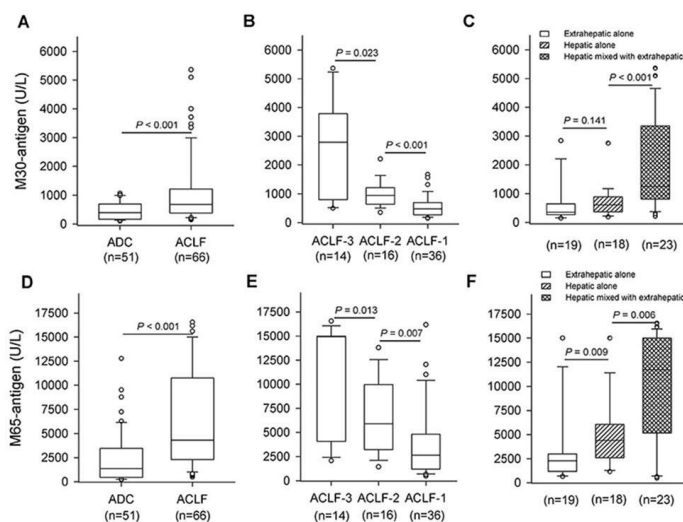 A
M30-antigen (U/L)
6000
5000
4000
3000
2000
1000
0
P < 0.001
ADC
(n=51)
ACLF
(n=66)
B
6000
5000
4000
3000
2000
1000
0
P = 0.023
P < 0.001
ACLF-3
(n=14)
ACLF-2
(n=16)
ACLF-1
(n=36)
C
Extrahepatic alone
Hepatic alone
Hepatic mixed with extrahepatic
6000
5000
4000
3000
2000
1000
0
P = 0.141
P < 0.001
(n=19)
(n=18)
(n=23)
D
M65-antigen (U/L)
17500
15000
12500
10000
7500
5000
2500
0
P < 0.001
ADC
(n=51)
ACLF
(n=66)
E
17500
15000
12500
10000
7500
5000
2500
0
P = 0.013
P = 0.007
ACLF-3
(n=14)
ACLF-2
(n=16)
ACLF-1
(n=36)
F
Extrahepatic alone
Hepatic alone
Hepatic mixed with extrahepatic
17500
15000
12500
10000
7500
5000
2500
0
P = 0.009
P = 0.006
(n=19)
(n=18)
(n=23)